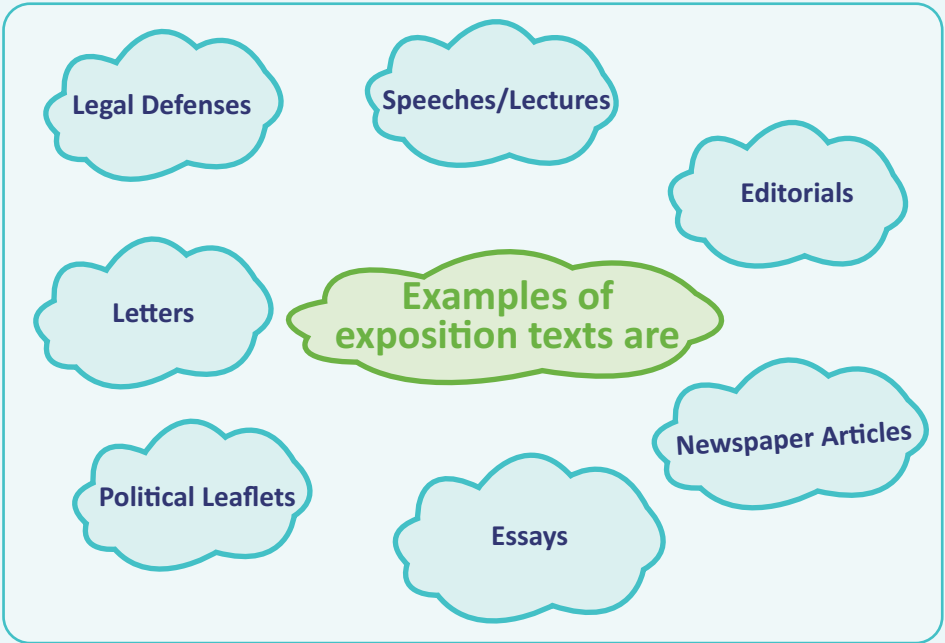 Legal Defenses
Speeches/Lectures
Editorials
Letters
Examples of
exposition texts are
Newspaper Articles
Political Leaflets
Essays